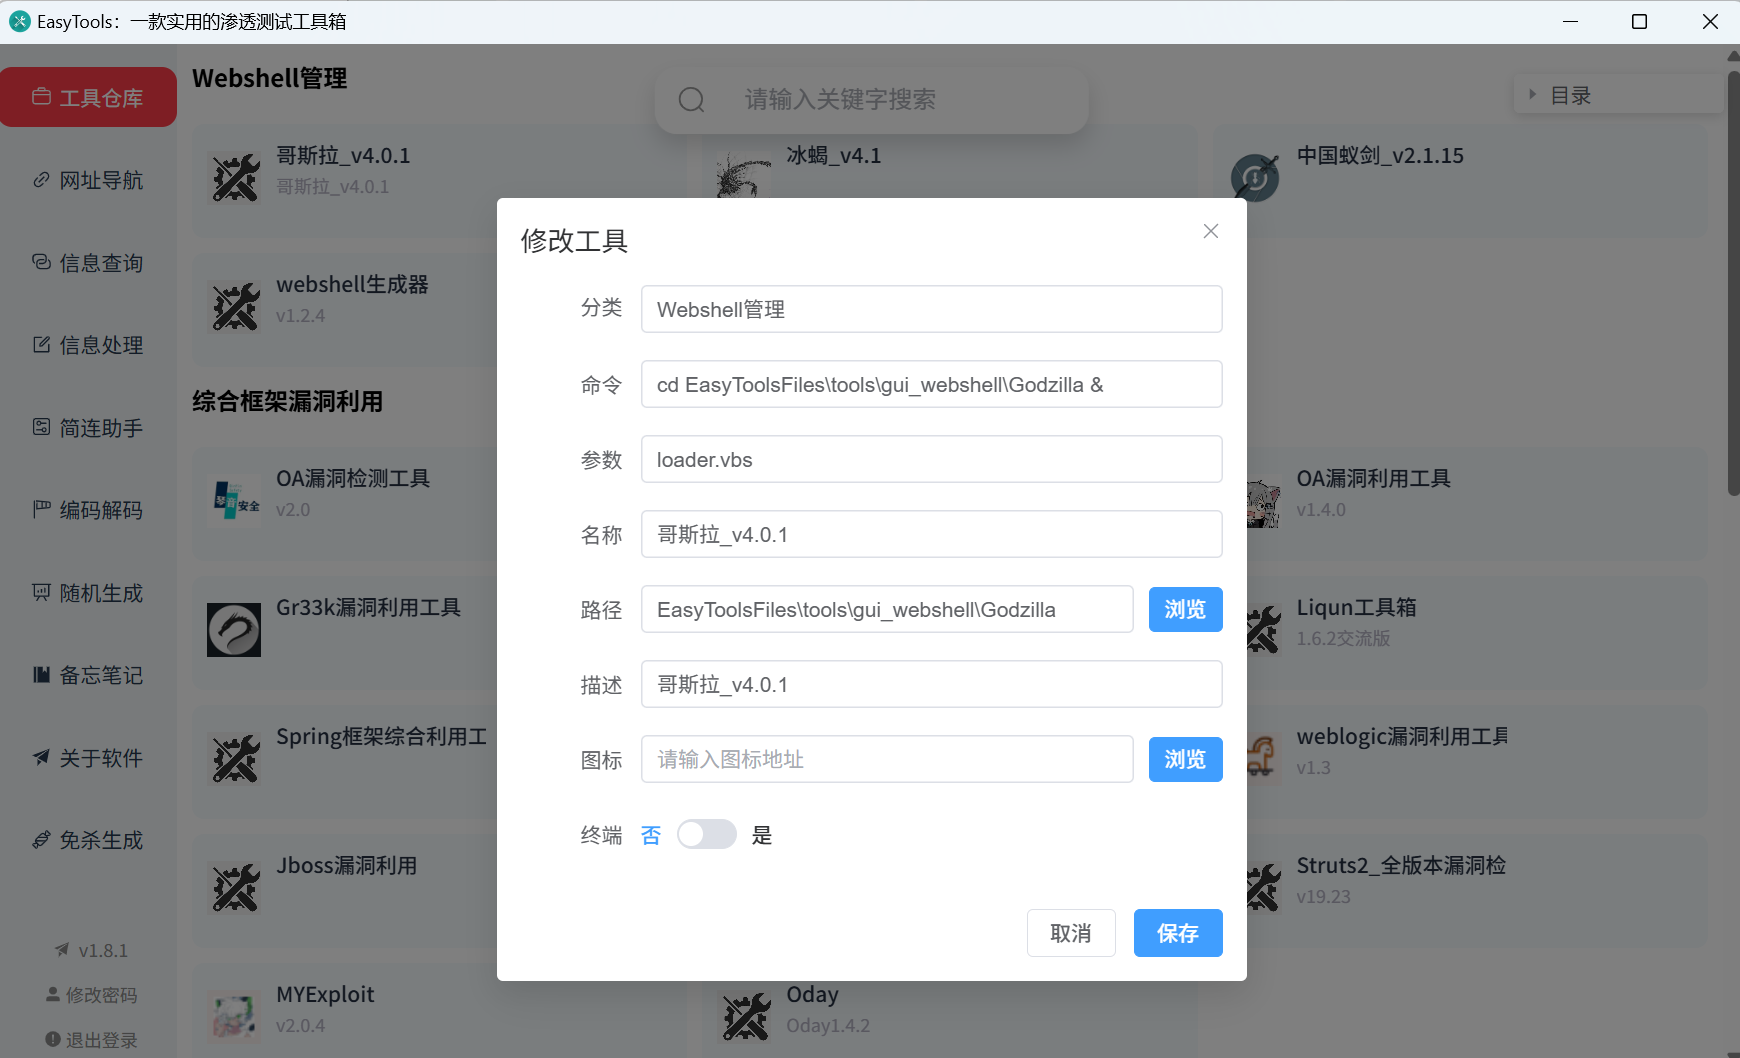 EasyTools：一款实用的渗透测试工具箱
工具仓库
网址导航
信息查询
信息处理
简连助手
编码解码
随机生成
备忘笔记
关于软件
免杀生成
v1.8.1
修改密码
退出登录
Webshell管理
请输入关键字搜索
目录
哥斯拉_v4.0.1
哥斯拉_v4.0.1
冰蝎_v4.1
中国蚁剑_v2.1.15
webshell生成器
v1.2.4
综合框架漏洞利用
琴音安全
OA漏洞检测工具
v2.0
OA漏洞利用工具
v1.4.0
Gr33k漏洞利用工具
Liqun工具箱
1.6.2交流版
Spring框架综合利用工
weblogic漏洞利用工具
v1.3
Jboss漏洞利用
Struts2_全版本漏洞检
v19.23
MYExploit
v2.0.4
Oday
Oday1.4.2
修改工具
分类 Webshell管理
命令 cd EasyToolsFiles\tools\gui_webshell\Godzilla &
参数 loader.vbs
名称 哥斯拉_v4.0.1
路径 EasyToolsFiles\tools\gui_webshell\Godzilla 浏览
描述 哥斯拉_v4.0.1
图标 请输入图标地址 浏览
终端 否 是
取消 保存